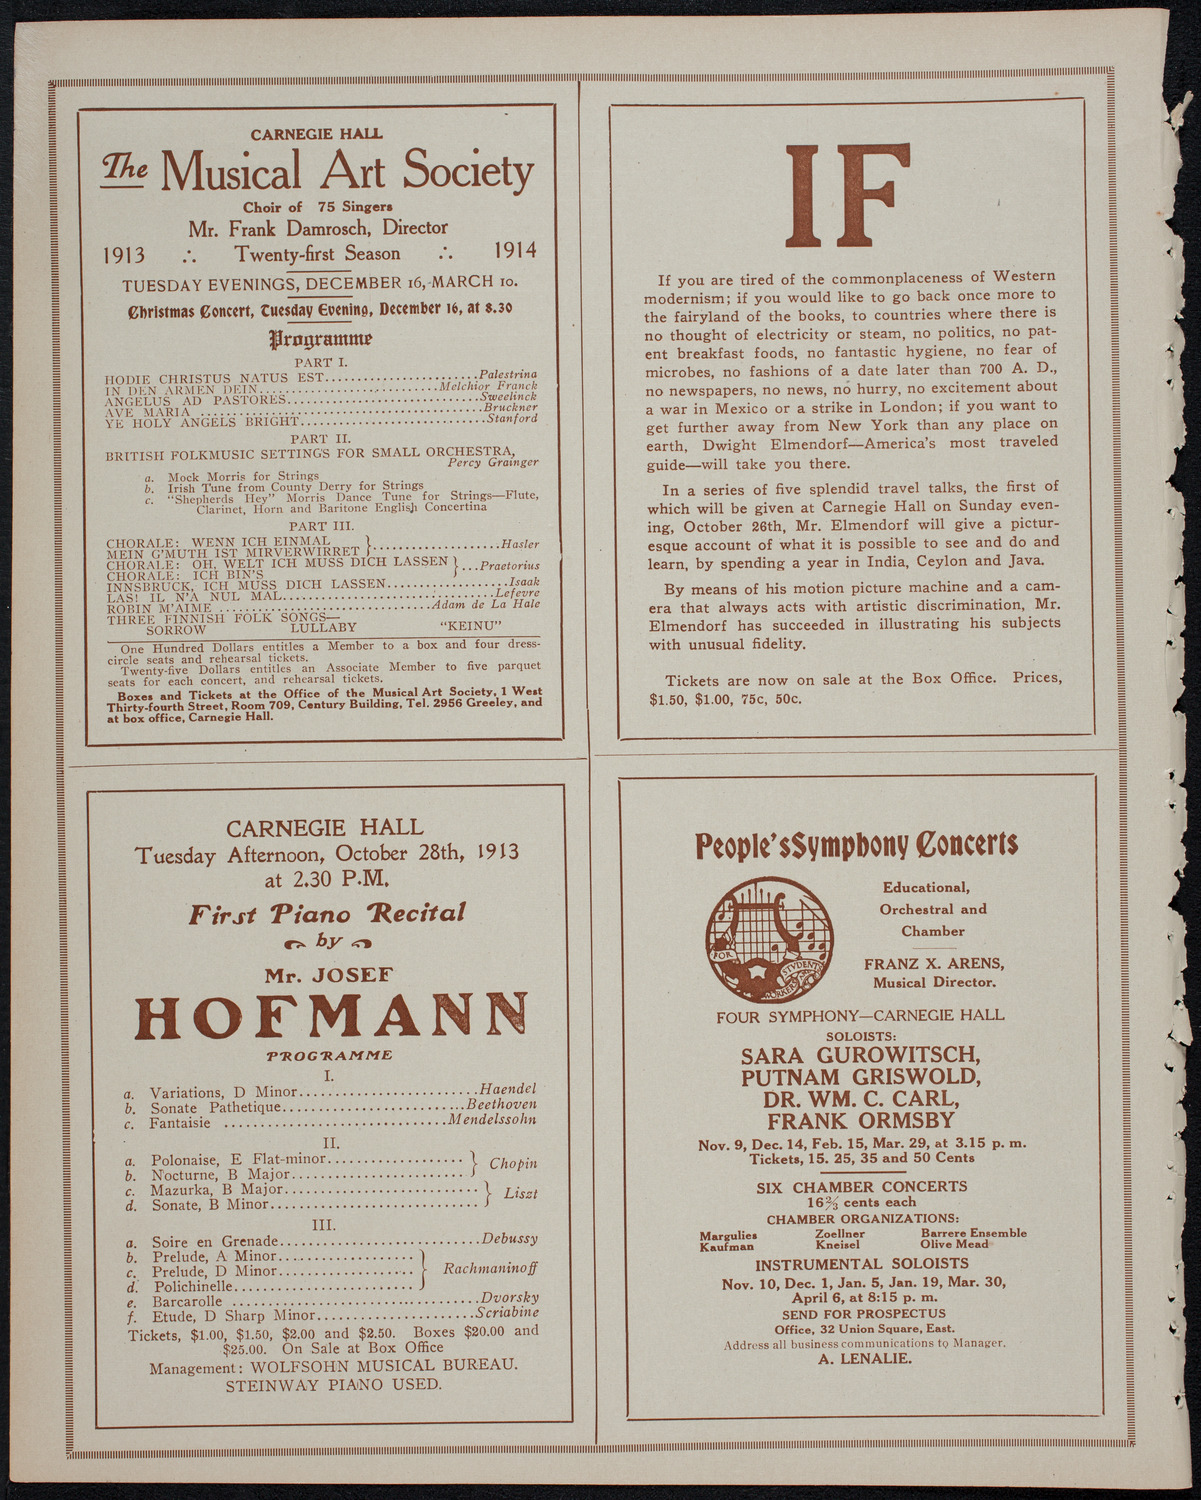 CARNEGIE HALL
The Musical Art Society
Choir of 75 Singers
Mr. Frank Damrosch, Director
1913 ∴ Twenty-first Season ∴ 1914
TUESDAY EVENINGS, DECEMBER 16, MARCH 10.
Christmas Concert, Tuesday Evening, December 16, at 8.30
Programme
PART I.
HODIE CHRISTUS NATUS EST........................Palestrina
IN DEN ARMEN DEIN............................Melchior Franck
ANGELUS AD PASTORES..............................Sweelinck
AVE MARIA ............................................Bruckner
YE HOLY ANGELS BRIGHT.............................Stanford
PART II.
BRITISH FOLKMUSIC SETTINGS FOR SMALL ORCHESTRA,
Percy Grainger
a. Mock Morris for Strings
b. Irish Tune from County Derry for Strings
c. "Shepherds Hey" Morris Dance Tune for Strings—Flute,
Clarinet, Horn and Baritone English Concertina
PART III.
CHORALE: WENN ICH EINMAL
MEIN G'MUTH IST MIRVERWIRRET }....................Hasler
CHORALE: OH, WELT ICH MUSS DICH LASSEN
CHORALE: ICH BIN'S }...Praetorius
INNSBRUCK, ICH MUSS DICH LASSEN...................Isaak
LAS! IL N'A NUL MAL..................................Lefevre
ROBIN M'AIME .................................Adam de La Hale
THREE FINNISH FOLK SONGS—
SORROW LULLABY "KEINU"
One Hundred Dollars entitles a Member to a box and four dress-
circle seats and rehearsal tickets.
Twenty-five Dollars entitles an Associate Member to five parquet
seats for each concert, and rehearsal tickets.
Boxes and Tickets at the Office of the Musical Art Society, 1 West
Thirty-fourth Street, Room 709, Century Building, Tel. 2956 Greeley, and
at box office, Carnegie Hall.
IF
If you are tired of the commonplaceness of Western
modernism; if you would like to go back once more to
the fairyland of the books, to countries where there is
no thought of electricity or steam, no politics, no pat-
ent breakfast foods, no fantastic hygiene, no fear of
microbes, no fashions of a date later than 700 A. D.,
no newspapers, no news, no hurry, no excitement about
a war in Mexico or a strike in London; if you want to
get further away from New York than any place on
earth, Dwight Elmendorf—America's most traveled
guide—will take you there.
In a series of five splendid travel talks, the first of
which will be given at Carnegie Hall on Sunday even-
ing, October 26th, Mr. Elmendorf will give a pictur-
esque account of what it is possible to see and do and
learn, by spending a year in India, Ceylon and Java.
By means of his motion picture machine and a cam-
era that always acts with artistic discrimination, Mr.
Elmendorf has succeeded in illustrating his subjects
with unusual fidelity.
Tickets are now on sale at the Box Office. Prices,
$1.50, $1.00, 75c, 50c.
CARNEGIE HALL
Tuesday Afternoon, October 28th, 1913
at 2.30 P.M.
First Piano Recital
by
Mr. JOSEF
HOFMANN
PROGRAMME
I.
a. Variations, D Minor.........................Haendel
b. Sonate Pathetique.........................Beethoven
c. Fantaisie ..............................Mendelssohn
II.
a. Polonaise, E Flat-minor...................
b. Nocturne, B Major........................ } Chopin
c. Mazurka, B Major..........................
d. Sonate, B Minor............................ } Liszt
III.
a. Soire en Grenade...........................Debussy
b. Prelude, A Minor...................
c. Prelude, D Minor................... } Rachmaninoff
d. Polichinelle.........................
e. Barcarolle ..................................Dvorsky
f. Etude, D Sharp Minor......................Scriabine
Tickets, $1.00, $1.50, $2.00 and $2.50. Boxes $20.00 and
$25.00. On Sale at Box Office
Management: WOLFSOHN MUSICAL BUREAU.
STEINWAY PIANO USED.
People's Symphony Concerts
FOR STUDENTS AND WORKERS
Educational,
Orchestral and
Chamber
FRANZ X. ARENS,
Musical Director.
FOUR SYMPHONY—CARNEGIE HALL
SOLOISTS:
SARA GUROWITSCH,
PUTNAM GRISWOLD,
DR. WM. C. CARL,
FRANK ORMSBY
Nov. 9, Dec. 14, Feb. 15, Mar. 29, at 3.15 p. m.
Tickets, 15. 25, 35 and 50 Cents
SIX CHAMBER CONCERTS
16⅔ cents each
CHAMBER ORGANIZATIONS:
Margulies Zoellner Barrere Ensemble
Kaufman Kneisel Olive Mead
INSTRUMENTAL SOLOISTS
Nov. 10, Dec. 1, Jan. 5, Jan. 19, Mar. 30,
April 6, at 8:15 p. m.
SEND FOR PROSPECTUS
Office, 32 Union Square, East.
Address all business communications to Manager.
A. LENALIE.